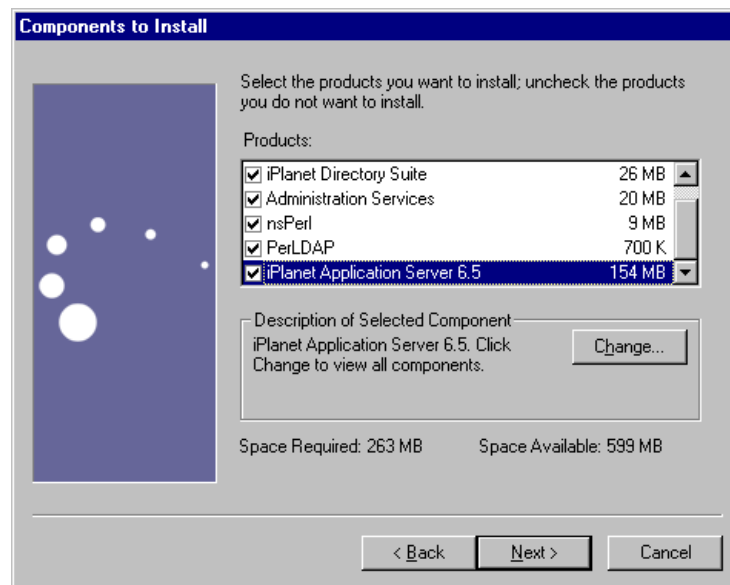 Components to Install
Select the products you want to install; uncheck the products
you do not want to install.
Products:
iPlanet Directory Suite 26 MB
Administration Services 20 MB
nsPerl 9 MB
PerLDAP 700 K
iPlanet Application Server 6.5 154 MB
Description of Selected Component
iPlanet Application Server 6.5. Click
Change to view all components.
Change...
Space Required: 263 MB Space Available: 599 MB
< Back Next > Cancel